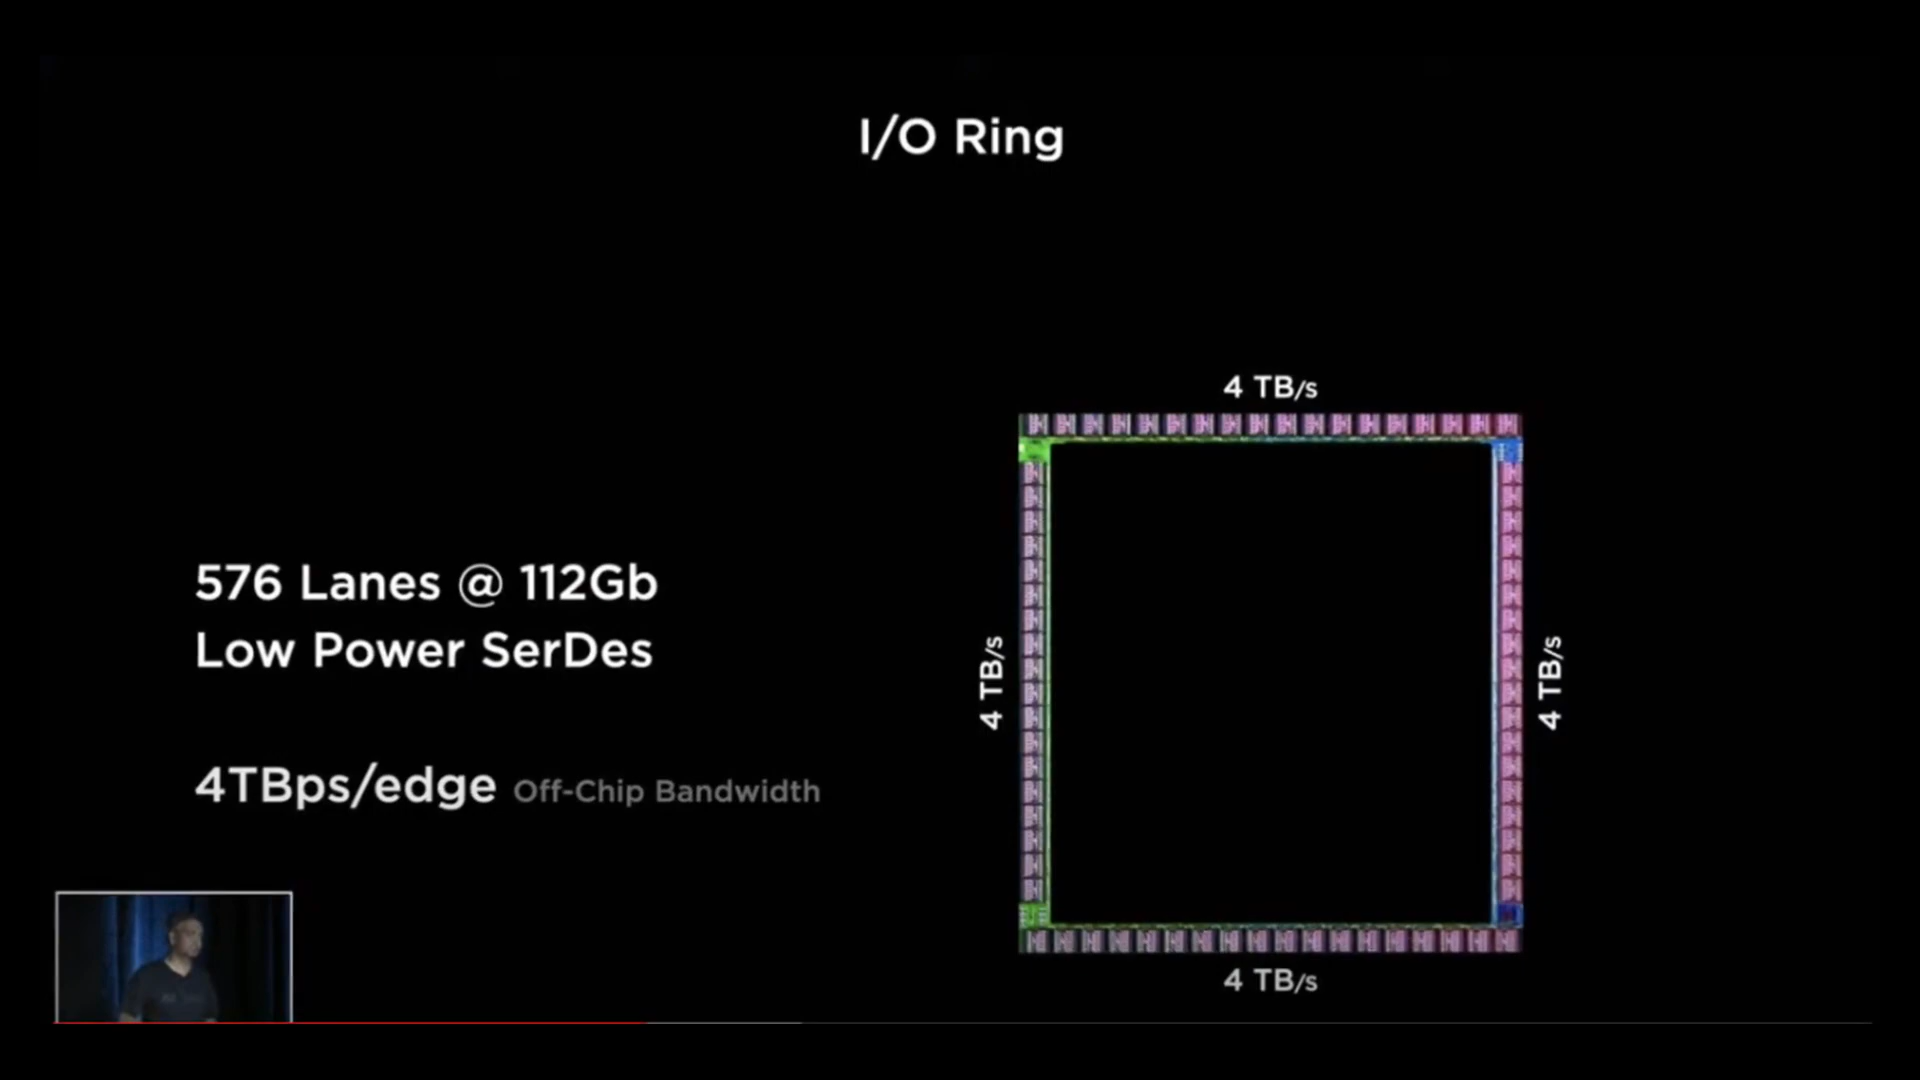 I/O Ring
4 TB/s
576 Lanes @ 112Gb
Low Power SerDes
4 TB/s
4 TB/s
4TBps/edge Off-Chip Bandwidth
4 TB/s